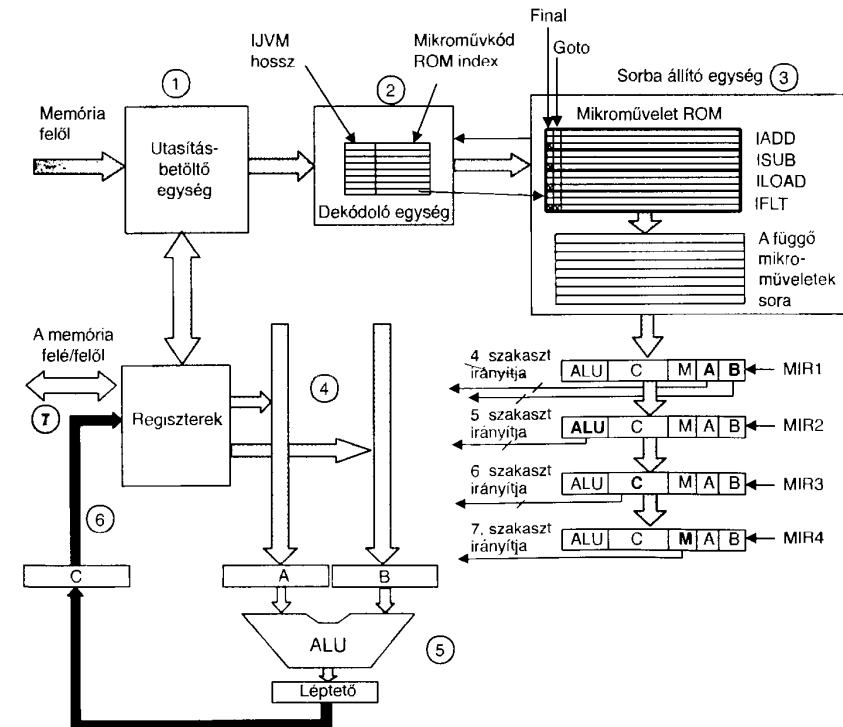 Final
Goto
IJVM
hossz
Mikroművkód
ROM index
Sorba állító egység 3
1
2
Memória
felől
Utasítás-
betöltő
egység
Dekódoló egység
Mikroművelet ROM
IADD
ISUB
ILOAD
IFLT
A függő
mikro-
műveletek
sora
A memória
felé/felől
7
Regiszterek
4
4 szakaszt
irányítja
ALU C M A B
MIR1
5 szakaszt
irányítja
ALU C M A B
MIR2
6 szakaszt
irányítja
ALU C M A B
MIR3
7. szakaszt
irányítja
ALU C M A B
MIR4
6
C
A
B
ALU
5
Léptető